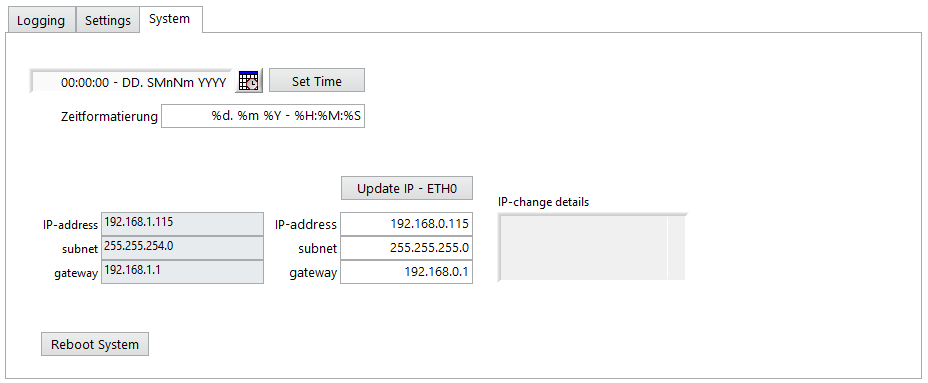 Logging Settings System
00:00:00 - DD. SMnNm YYYY Set Time
Zeitformatierung %d. %m %Y - %H:%M:%S
Update IP - ETH0
IP-change details
IP-address 192.168.1.115 IP-address 192.168.0.115
subnet 255.255.254.0 subnet 255.255.255.0
gateway 192.168.1.1 gateway 192.168.0.1
Reboot System